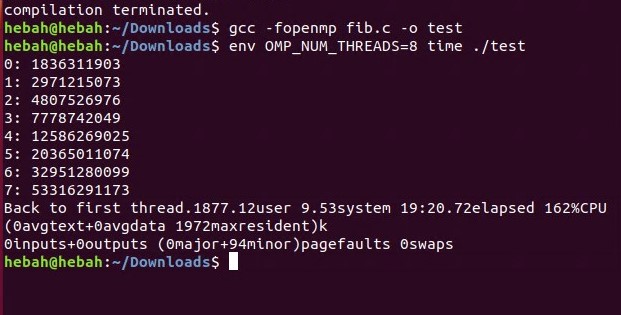 compilation terminated.
hebah@hebah:~/Downloads$ gcc -fopenmp fib.c -o test
hebah@hebah:~/Downloads$ env OMP_NUM_THREADS=8 time ./test
0: 1836311903
1: 2971215073
2: 4807526976
3: 7778742049
4: 12586269025
5: 20365011074
6: 32951280099
7: 53316291173
Back to first thread.1877.12user 9.53system 19:20.72elapsed 162%CPU
(0avgtext+0avgdata 1972maxresident)k
0inputs+0outputs (0major+94minor)pagefaults 0swaps
hebah@hebah:~/Downloads$